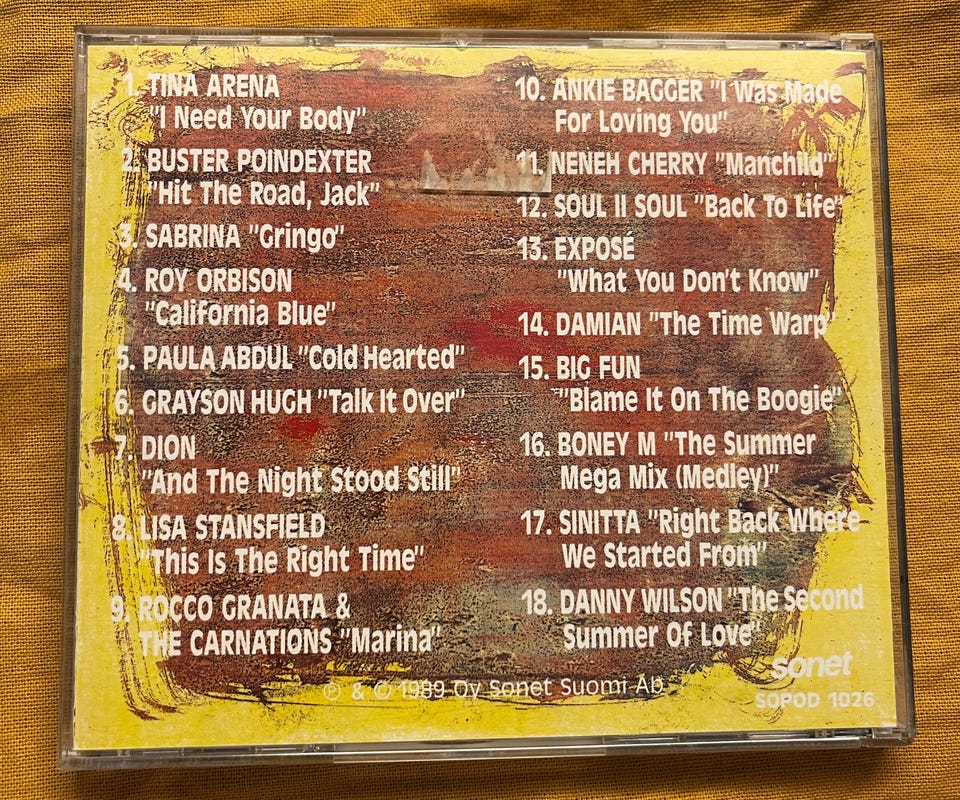 1. TINA ARENA
"I Need Your Body"
2. BUSTER POINDEXTER
"Hit The Road, Jack"
3. SABRINA "Gringo"
4. ROY ORBISON
"California Blue"
5. PAULA ABDUL "Cold Hearted"
6. GRAYSON HUGH "Talk It Over"
7. DION
"And The Night Stood Still"
8. LISA STANSFIELD
"This Is The Right Time"
9. ROCCO GRANATA &
THE CARNATIONS "Marina"
10. ANKIE BAGGER "I Was Made
For Loving You"
11. NENEH CHERRY "Manchild"
12. SOUL II SOUL "Back To Life"
13. EXPOSÉ
"What You Don't Know"
14. DAMIAN "The Time Warp"
15. BIG FUN
"Blame It On The Boogie"
16. BONEY M "The Summer
Mega Mix (Medley)"
17. SINITTA "Right Back Where
We Started From"
18. DANNY WILSON "The Second
Summer Of Love"
sonet
SOPOD 1026
℗ & © 1989 Oy Sonet Suomi Ab